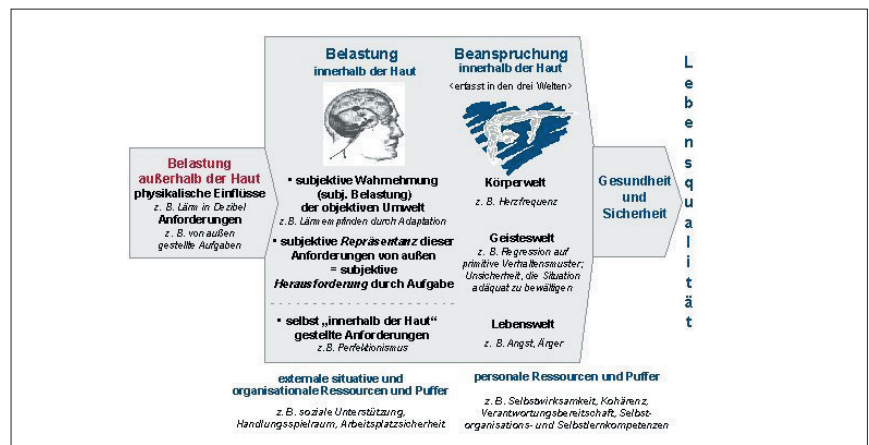 Belastung
außerhalb der Haut
physikalische Einflüsse
z. B. Lärm in Dezibel
Anforderungen
z. B. von außen
gestellte Aufgaben
Belastung
innerhalb der Haut
• subjektive Wahrnehmung
(subj. Belastung)
der objektiven Umwelt
z.B. Lärmempfinden durch Adaptation
• subjektive Repräsentanz dieser
Anforderungen von außen
= subjektive
Herausforderung durch Aufgabe
• selbst „innerhalb der Haut“
gestellte Anforderungen
z. B. Perfektionismus
Beanspruchung
innerhalb der Haut
<erfasst in den drei Welten>
Körperwelt
z. B. Herzfrequenz
Geisteswelt
z. B. Regression auf
primitive Verhaltensmuster;
Unsicherheit, die Situation
adäquat zu bewältigen
Lebenswelt
z. B. Angst, Ärger
Gesundheit
und
Sicherheit
Lebensqualität
externale situative und
organisationale Ressourcen und Puffer
z. B. soziale Unterstützung,
Handlungsspielraum, Arbeitsplatzsicherheit
personale Ressourcen und Puffer
z. B. Selbstwirksamkeit, Kohärenz,
Verantwortungsbereitschaft, Selbst-
organisations- und Selbstlernkompetenzen